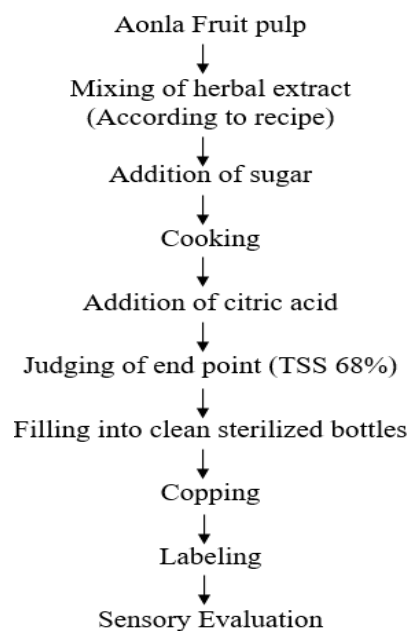 Aonla Fruit pulp
Mixing of herbal extract
(According to recipe)
Addition of sugar
Cooking
Addition of citric acid
Judging of end point (TSS 68%)
Filling into clean sterilized bottles
Copping
Labeling
Sensory Evaluation